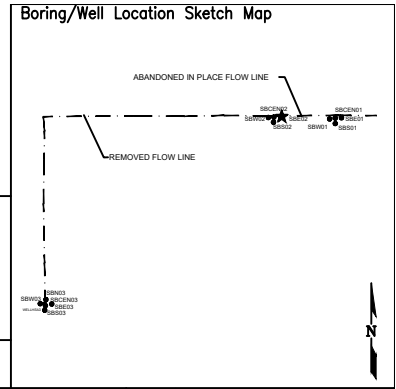 Boring/Well Location Sketch Map
ABANDONED IN PLACE FLOW LINE
SBCEN02
SBCEN01
SBW02
SBE02
SBE01
SBS02
SBW01
SBS01
REMOVED FLOW LINE
SBN03
SBW03
SBCEN03
SBE03
WELLHEAD
SBS03
N